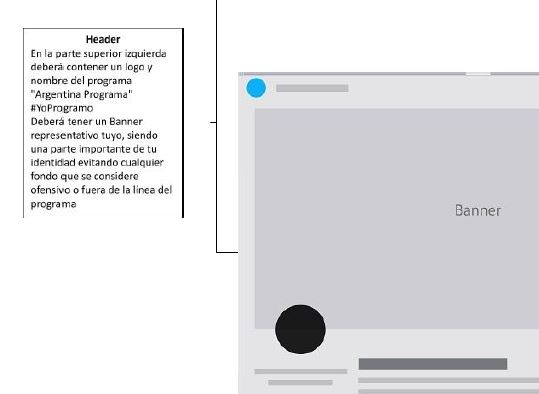 Header
En la parte superior izquierda
deberá contener un logo y
nombre del programa
"Argentina Programa"
#YoProgramo
Deberá tener un Banner
representativo tuyo, siendo
una parte importante de tu
identidad evitando cualquier
fondo que se considere
ofensivo o fuera de la línea del
programa
Banner